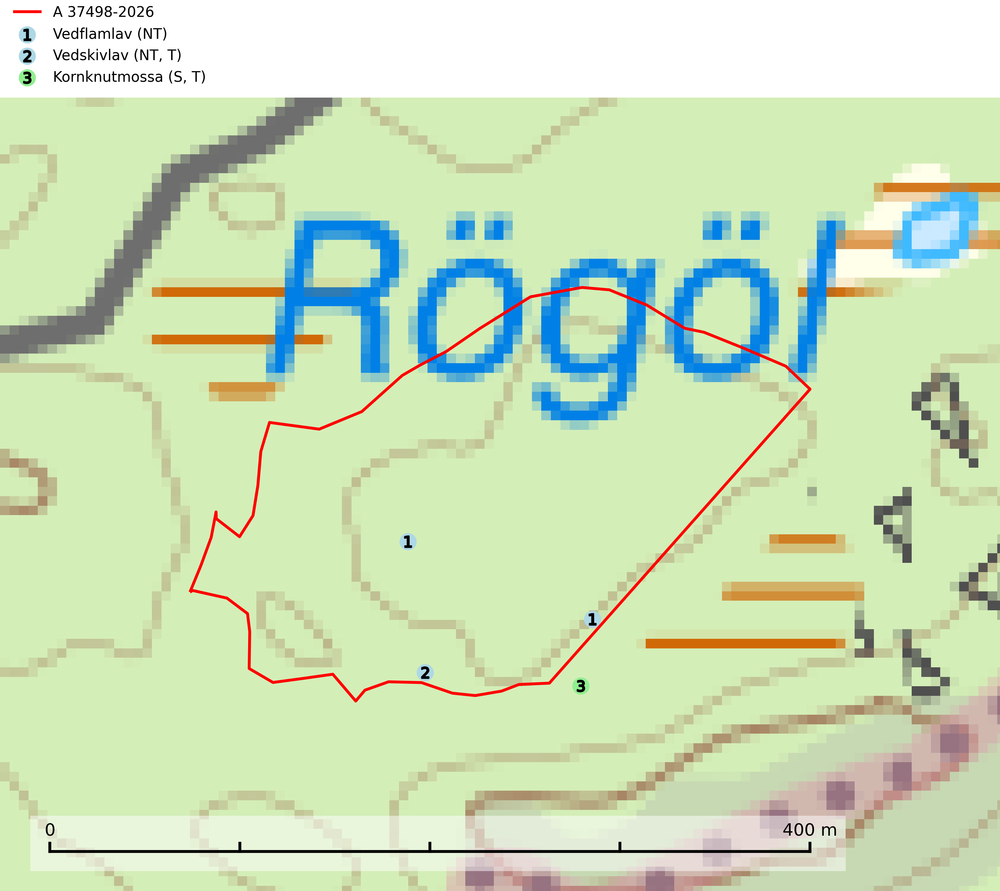 A 37498-2026
1 Vedflamlav (NT)
2 Vedskivlav (NT, T)
3 Kornknutmossa (S, T)
Rögöl
1
1
2
3
0 400 m